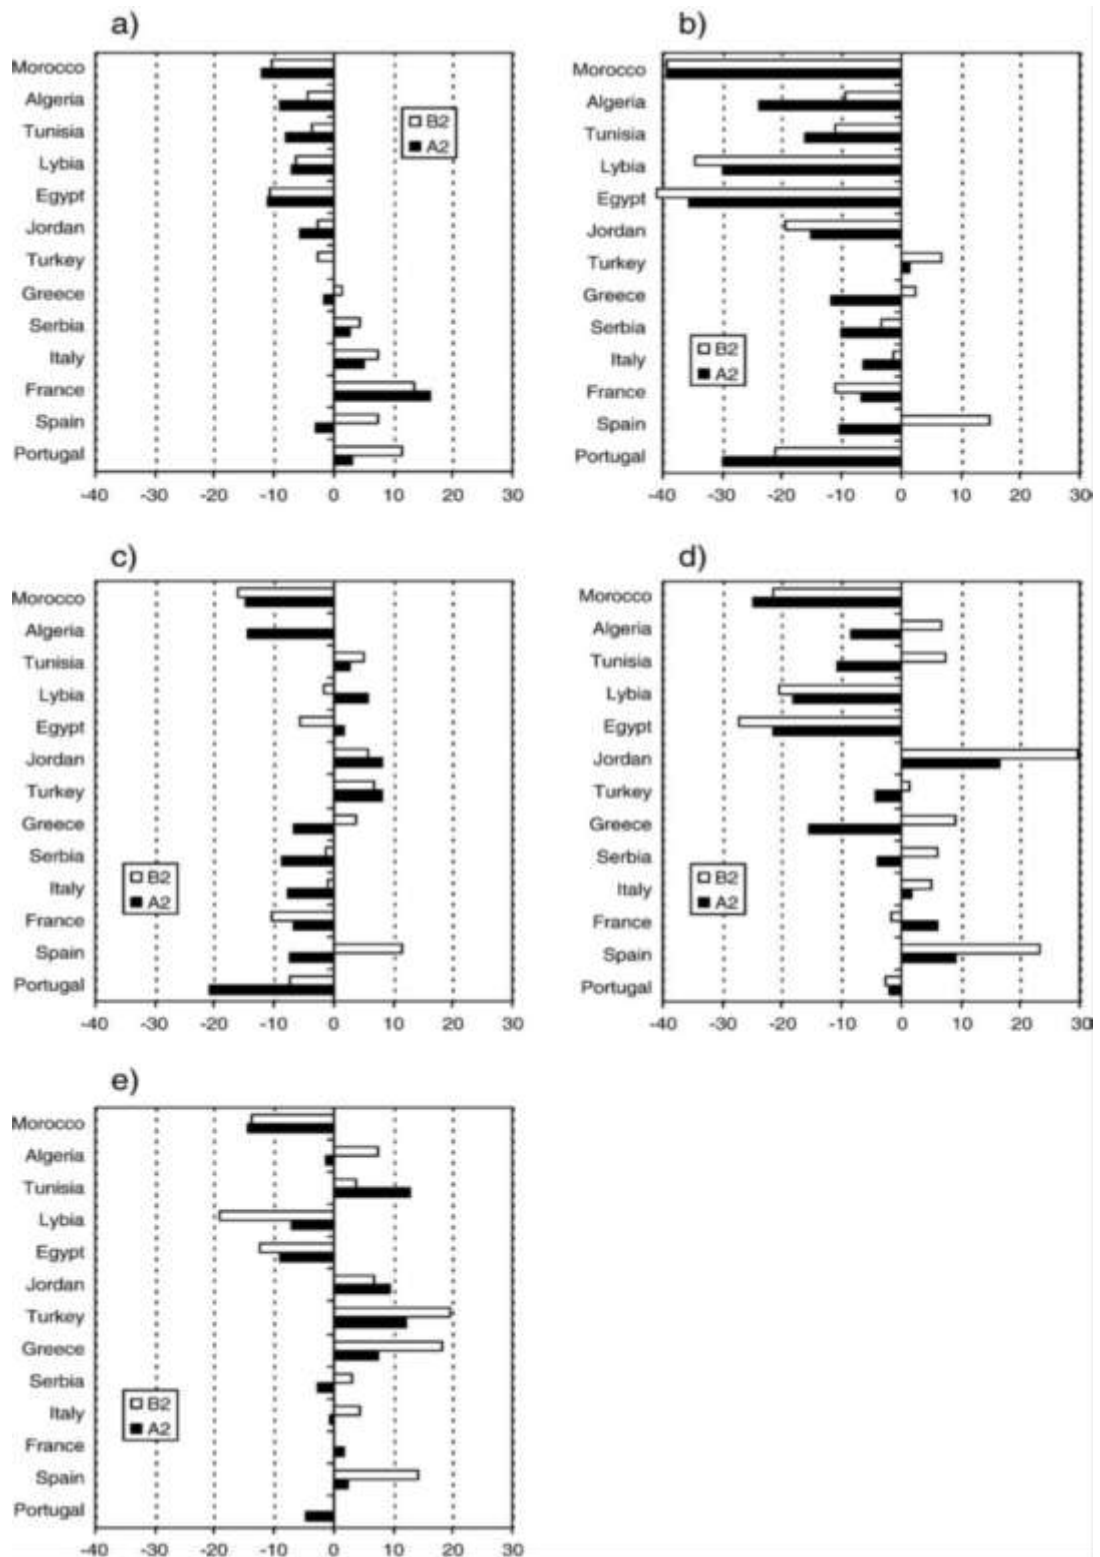 a)
Morocco
Algeria
Tunisia
Lybia
Egypt
Jordan
Turkey
Greece
Serbia
Italy
France
Spain
Portugal
B2
A2
-40 -30 -20 -10 0 10 20 30
b)
Morocco
Algeria
Tunisia
Lybia
Egypt
Jordan
Turkey
Greece
Serbia
Italy
France
Spain
Portugal
B2
A2
-40 -30 -20 -10 0 10 20 30
c)
Morocco
Algeria
Tunisia
Lybia
Egypt
Jordan
Turkey
Greece
Serbia
Italy
France
Spain
Portugal
B2
A2
-40 -30 -20 -10 0 10 20 30
d)
Morocco
Algeria
Tunisia
Lybia
Egypt
Jordan
Turkey
Greece
Serbia
Italy
France
Spain
Portugal
B2
A2
-40 -30 -20 -10 0 10 20 30
e)
Morocco
Algeria
Tunisia
Lybia
Egypt
Jordan
Turkey
Greece
Serbia
Italy
France
Spain
Portugal
B2
A2
-40 -30 -20 -10 0 10 20 30